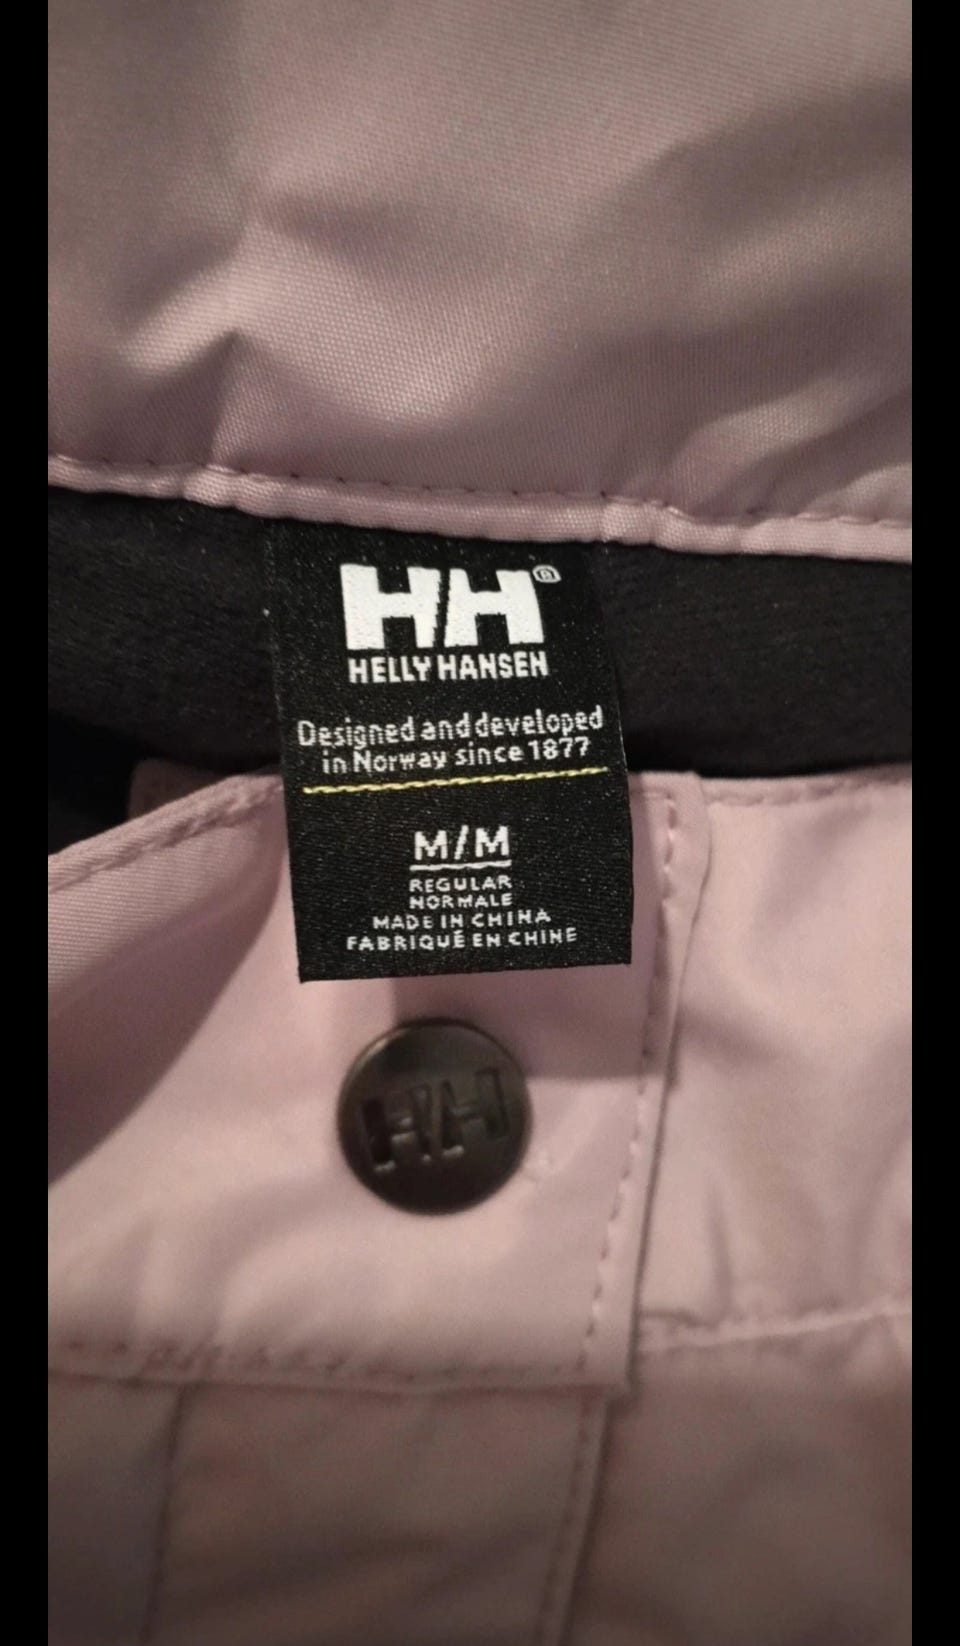 HH®
HELLY HANSEN
Designed and developed
in Norway since 1877
M/M
REGULAR
NORMALE
MADE IN CHINA
FABRIQUÉ EN CHINE
HH